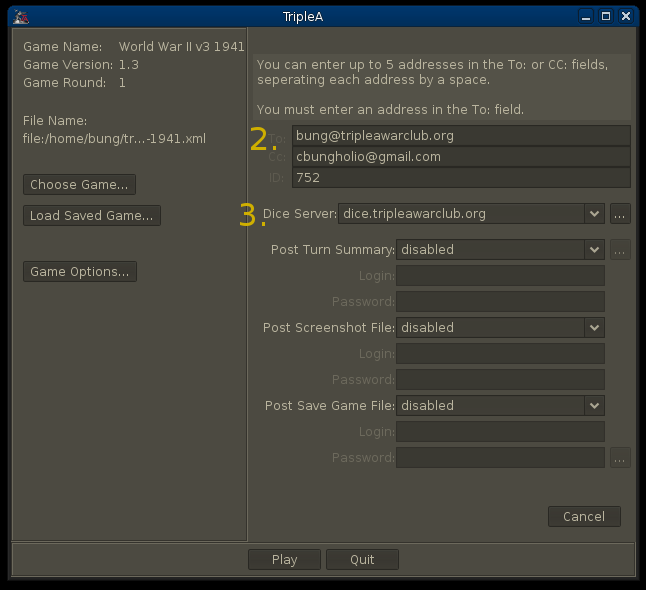 TripleA
Game Name: World War II v3 1941
Game Version: 1.3
Game Round: 1
File Name:
file:/home/bung/tr...-1941.xml
Choose Game...
Load Saved Game...
Game Options...
You can enter up to 5 addresses in the To: or CC: fields,
seperating each address by a space.
You must enter an address in the To: field.
2.
To: bung@tripleawarclub.org
Cc: cbungholio@gmail.com
ID: 752
3.
Dice Server: dice.tripleawarclub.org ...
Post Turn Summary: disabled ...
Login:
Password:
Post Screenshot File: disabled
Login:
Password:
Post Save Game File: disabled
Login:
Password: ...
Cancel
Play Quit